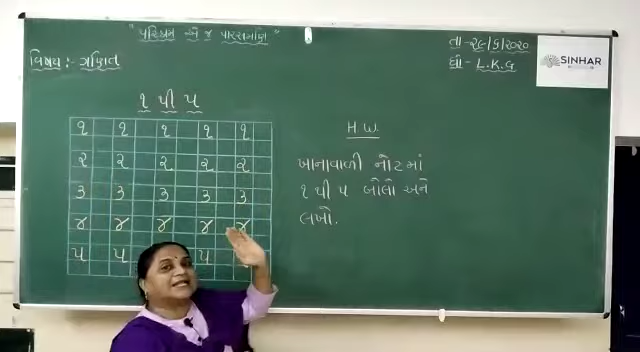 "પરિશ્રમ એ જ પારસમણિ"
તા-૨૯/૬/૨૦૨૦
વિષય:- ગણિત
ધો- L.K.G
SINHAR
૧ થી ૫
૧ ૧ ૧ ૧ ૧
૨ ૨ ૨ ૨ ૨
૩ ૩ ૩ ૩ ૩
૪ ૪ ૪ ૪ ૪
૫ ૫ ૫
H.W.
ખાનાવાળી નોટમાં
૧ થી ૫ બોલો અને
લખો.